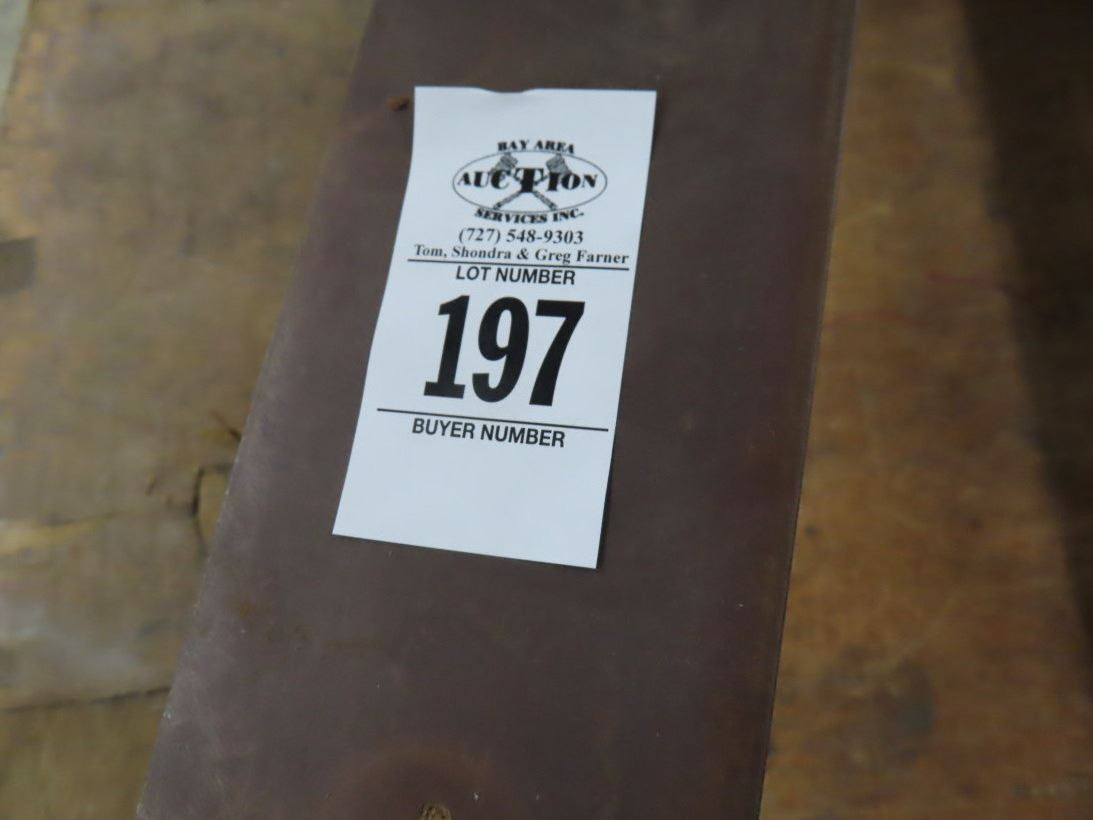 BAY AREA
AUCTION
SERVICES INC.
(727) 548-9303
Tom, Shondra & Greg Farner
LOT NUMBER
197
BUYER NUMBER